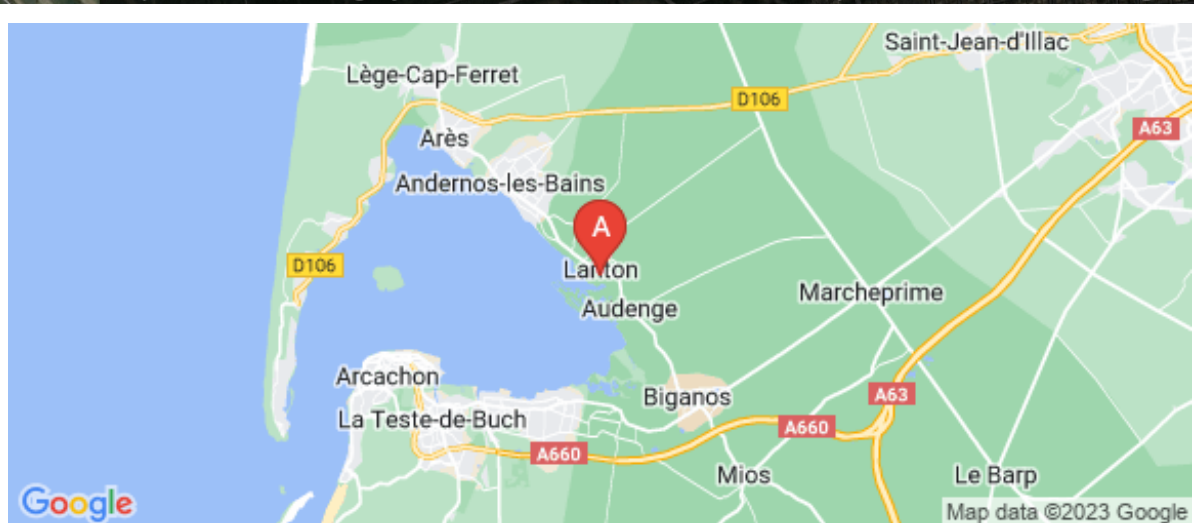 Saint-Jean-d'Illac
Lège-Cap-Ferret
D106
A63
Arès
Andernos-les-Bains
A
D106
Lanton
Marcheprime
Audenge
Arcachon
Biganos
A63
La Teste-de-Buch
A660
A660
Mios
Le Barp
Google
Map data ©2023 Google